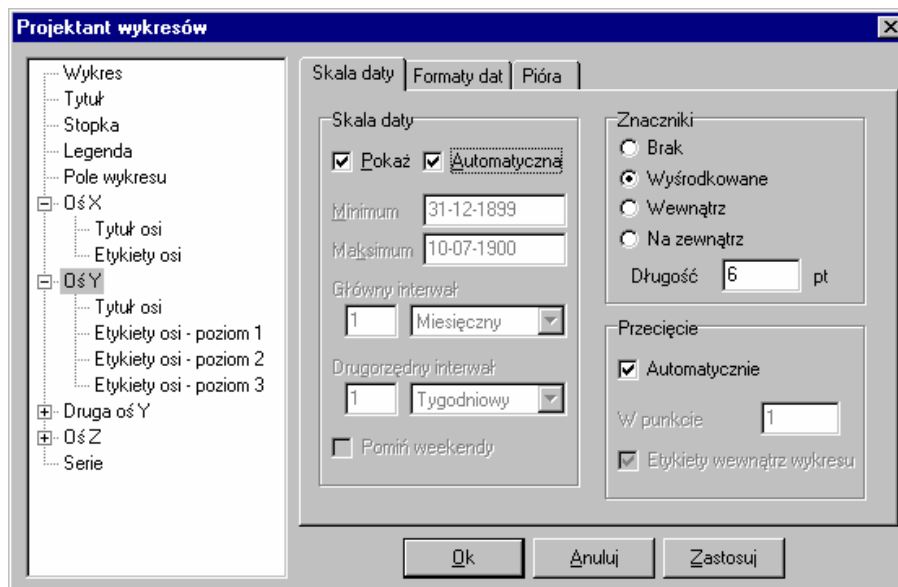 Projektant wykresów
Wykres
Tytuł
Stopka
Legenda
Pole wykresu
Oś X
Tytuł osi
Etykiety osi
Oś Y
Tytuł osi
Etykiety osi - poziom 1
Etykiety osi - poziom 2
Etykiety osi - poziom 3
Druga oś Y
Oś Z
Serie
Skala daty Formaty dat Pióra
Skala daty
Pokaż Automatyczna
Minimum 31-12-1899
Maksimum 10-07-1900
Główny interwał
1 Miesięczny
Drugorzędny interwał
1 Tygodniowy
Pomiń weekendy
Znaczniki
Brak
Wyśrodkowane
Wewnątrz
Na zewnątrz
Długość 6 pt
Przecięcie
Automatycznie
W punkcie 1
Etykiety wewnątrz wykresu
Ok Anuluj Zastosuj